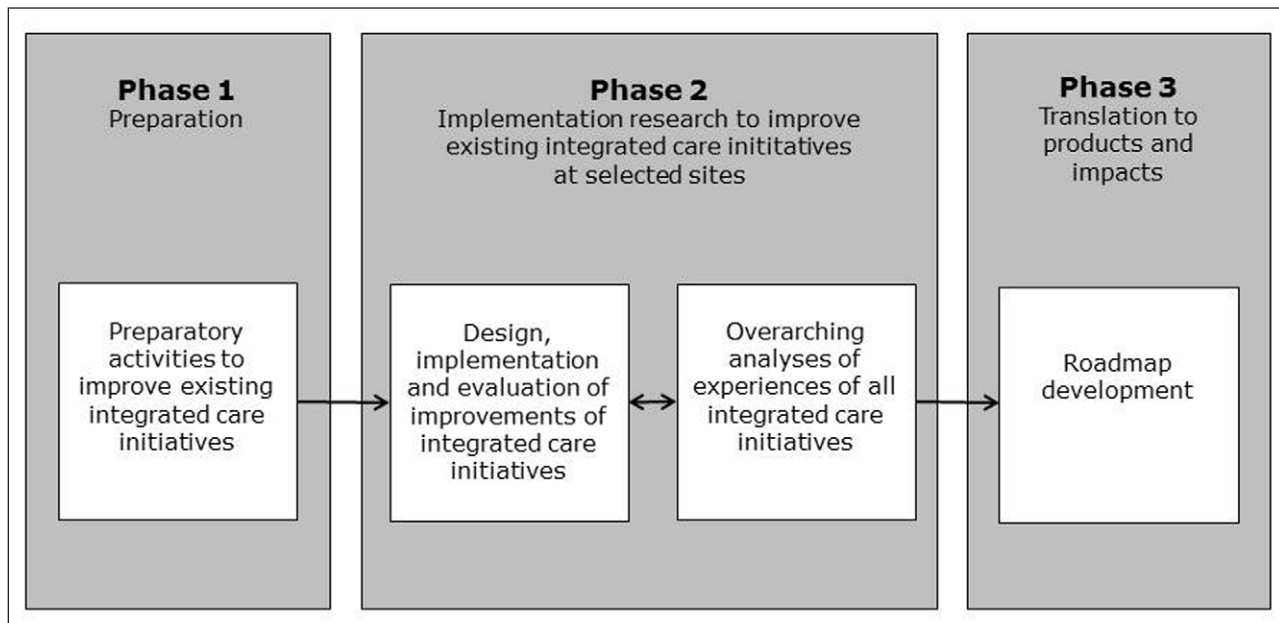 Phase 1
Preparation
Preparatory
activities to
improve existing
integrated care
initiatives
Phase 2
Implementation research to improve
existing integrated care inititatives
at selected sites
Design,
implementation
and evaluation of
improvements of
integrated care
initiatives
Overarching
analyses of
experiences of all
integrated care
initiatives
Phase 3
Translation to
products and
impacts
Roadmap
development